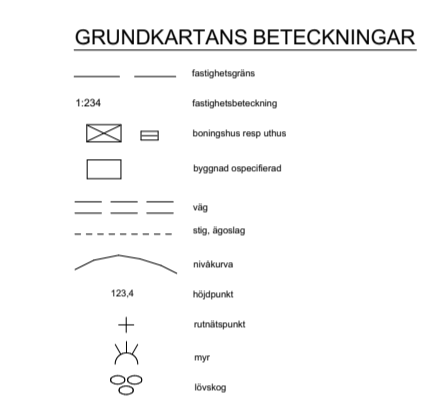 GRUNDKARTANS BETECKNINGAR
fastighetsgräns
1:234 fastighetsbeteckning
boningshus resp uthus
byggnad ospecifierad
väg
stig, ägoslag
nivåkurva
123,4 höjdpunkt
rutnätspunkt
myr
lövskog